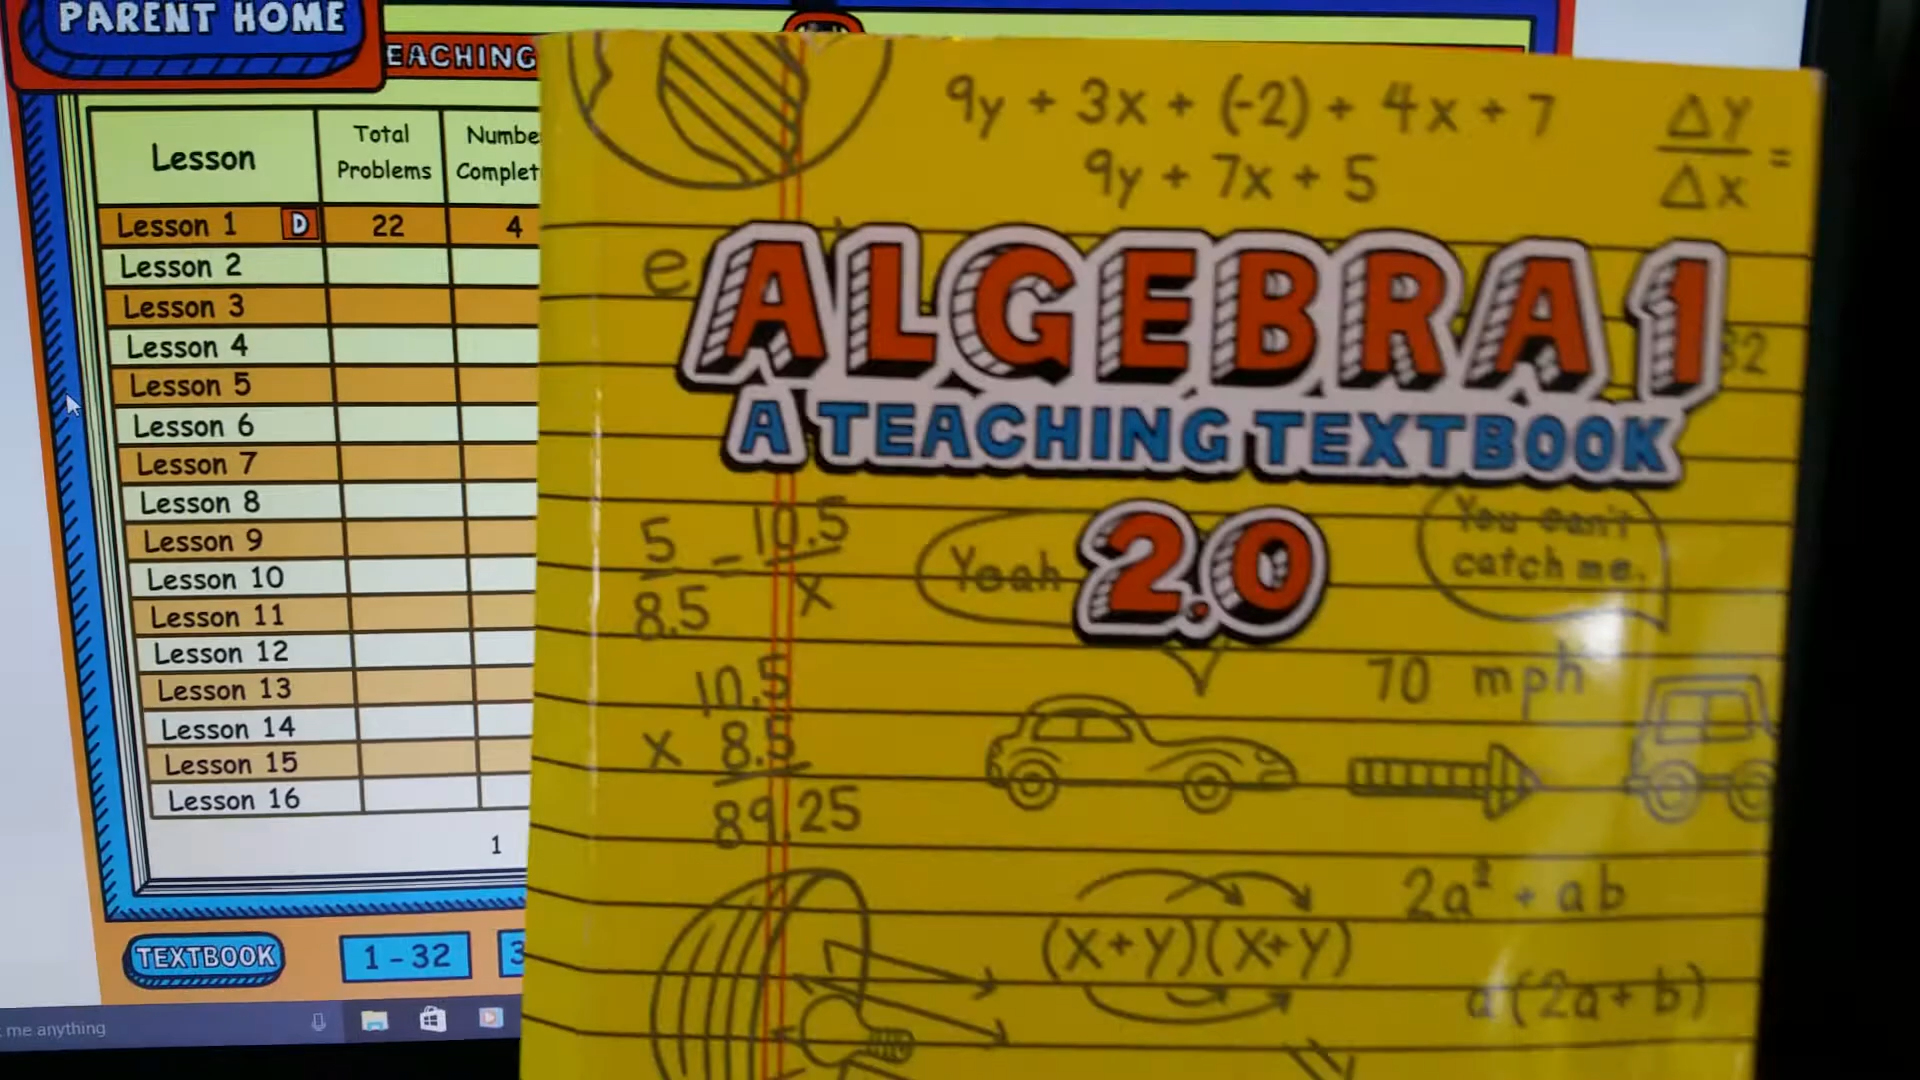 PARENT HOME
EACHING
Lesson
Total
Problems
Numbe
Complet
Lesson 1 D 22 4
Lesson 2
Lesson 3
Lesson 4
Lesson 5
Lesson 6
Lesson 7
Lesson 8
Lesson 9
Lesson 10
Lesson 11
Lesson 12
Lesson 13
Lesson 14
Lesson 15
Lesson 16
1
TEXTBOOK 1-32 3
me anything
9y + 3x + (-2) + 4x + 7
9y + 7x + 5
ΔY
ΔX =
e
ALGEBRA 1
32
A TEACHING TEXTBOOK
2.0
5/8.5 = 10.5/x
Yeah
You can't
catch me.
10.5
x 8.5
89.25
70 mph
2a² + ab
(x+y)(x+y)
a(2a+b)